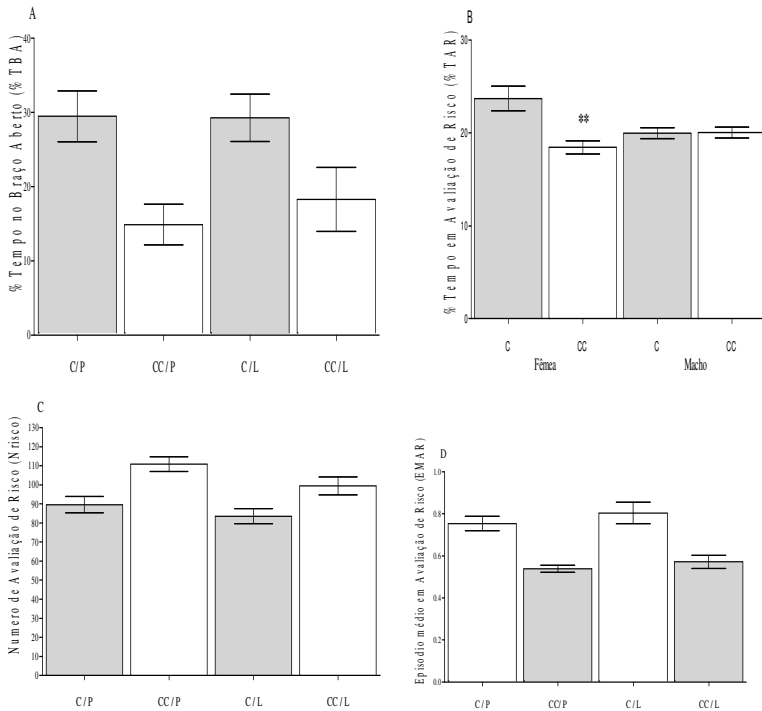 A
% Tempo no Braço Aberto (% TBA)
40
30
20
10
0
C/P CC/P C/L CC/L
B
% Tempo em Avaliação de Risco (% TAR)
30
20
10
0
‡‡
C CC C CC
Fêmea Macho
C
Numero de Avaliação de Risco (Nrisco)
130
120
110
100
90
80
70
60
50
40
30
20
10
0
C/P CC/P C/L CC/L
D
Episodio médio em Avaliação de Risco (EMAR)
1.0
0.8
0.6
0.4
0.2
0.0
C/P CC/P C/L CC/L